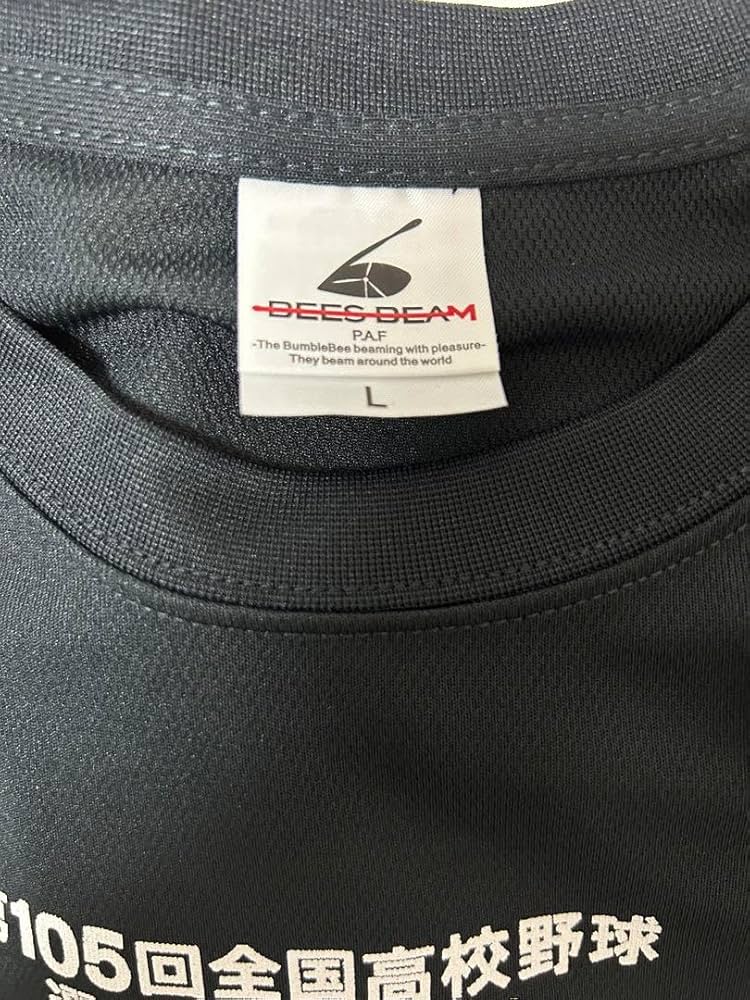 BEES BEAM
P.A.F
-The BumbleBee beaming with pleasure-
They beam around the world
L
第105回全国高校野球